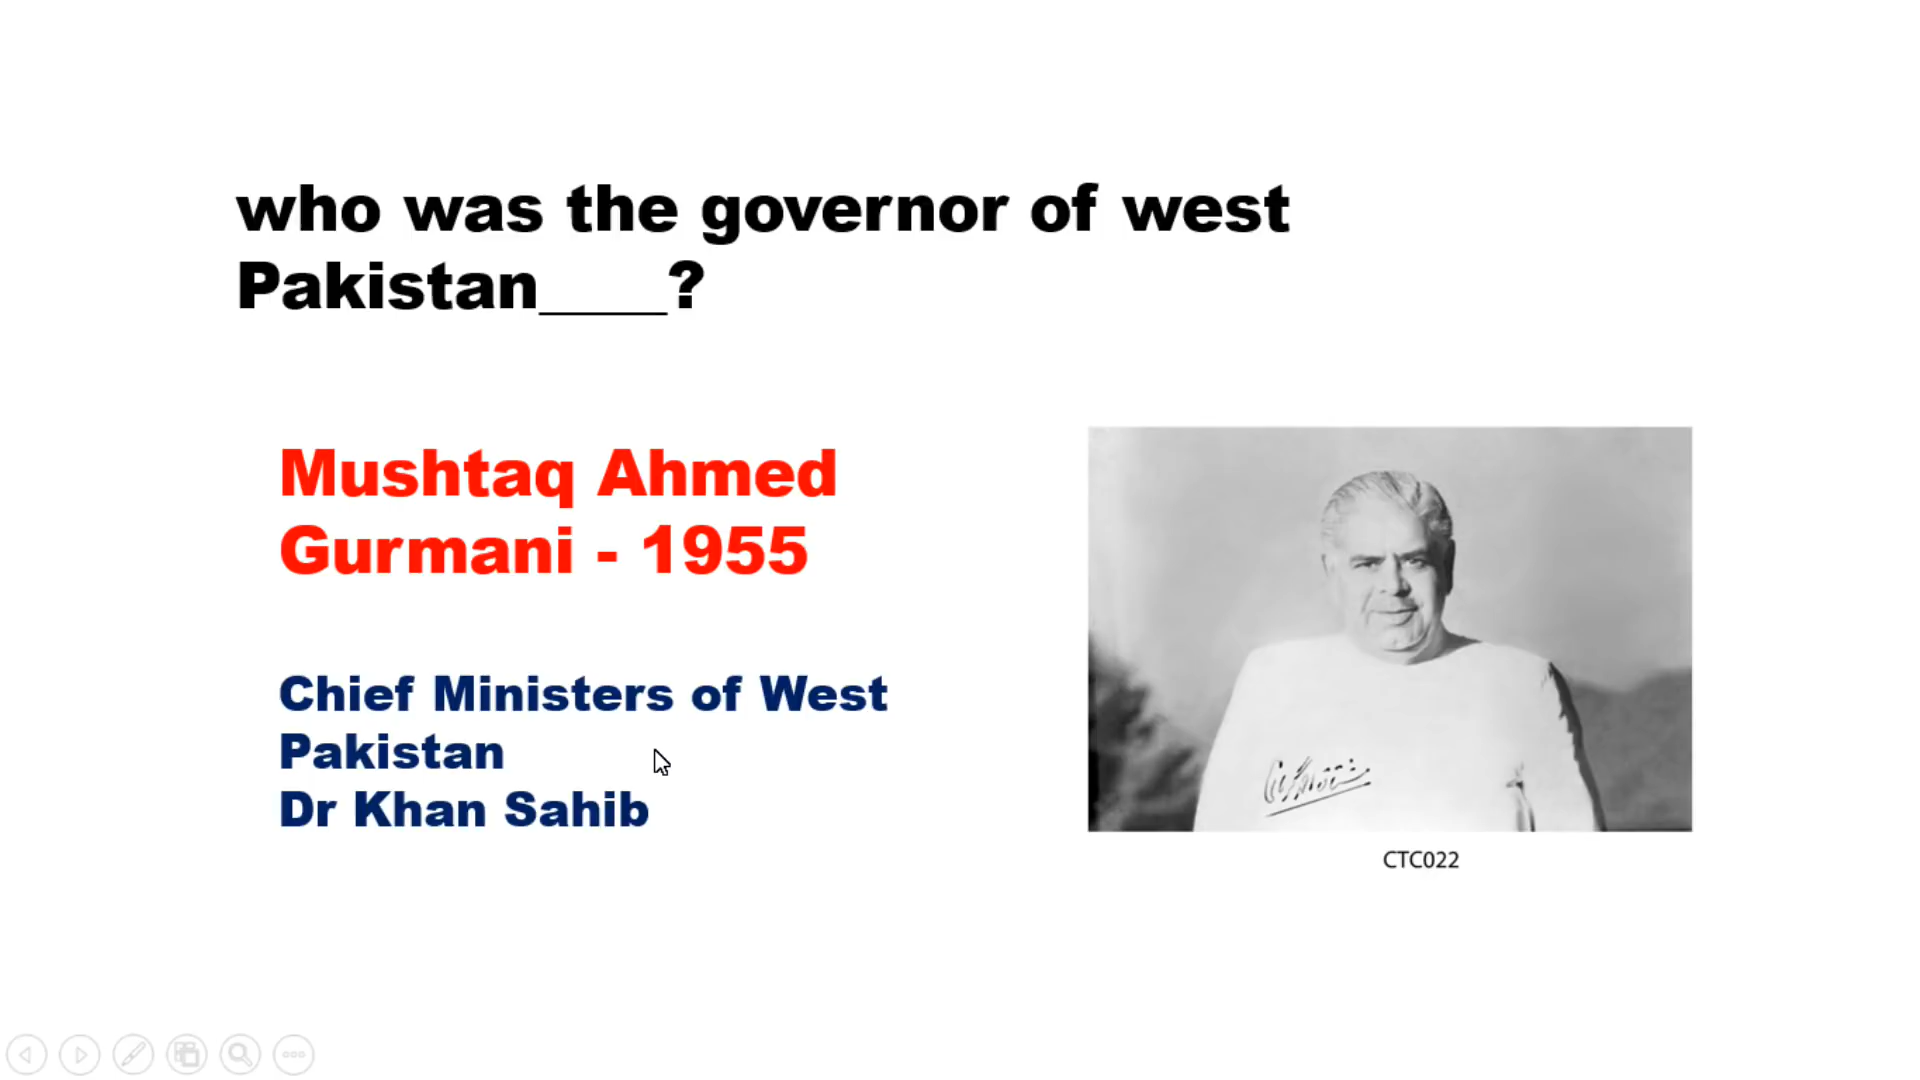 who was the governor of west
Pakistan____?
Mushtaq Ahmed
Gurmani - 1955
Chief Ministers of West
Pakistan
Dr Khan Sahib
CTC022